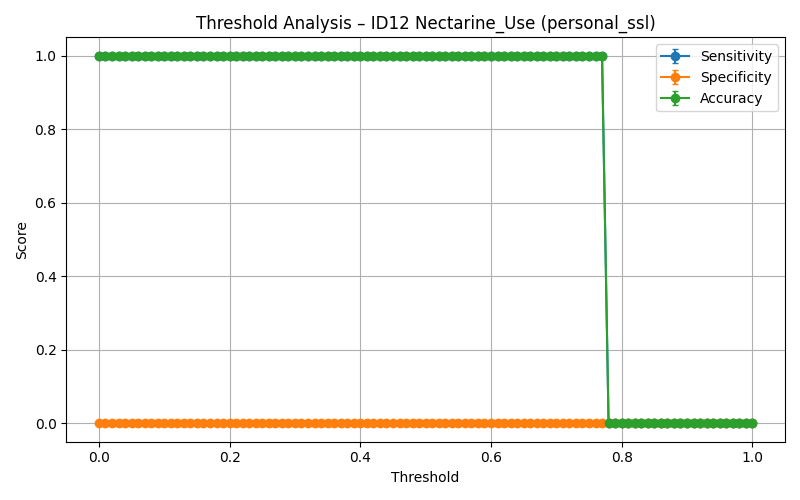 Threshold Analysis – ID12 Nectarine_Use (personal_ssl)
Sensitivity
Specificity
Accuracy
Score
1.0
0.8
0.6
0.4
0.2
0.0
0.0 0.2 0.4 0.6 0.8 1.0
Threshold